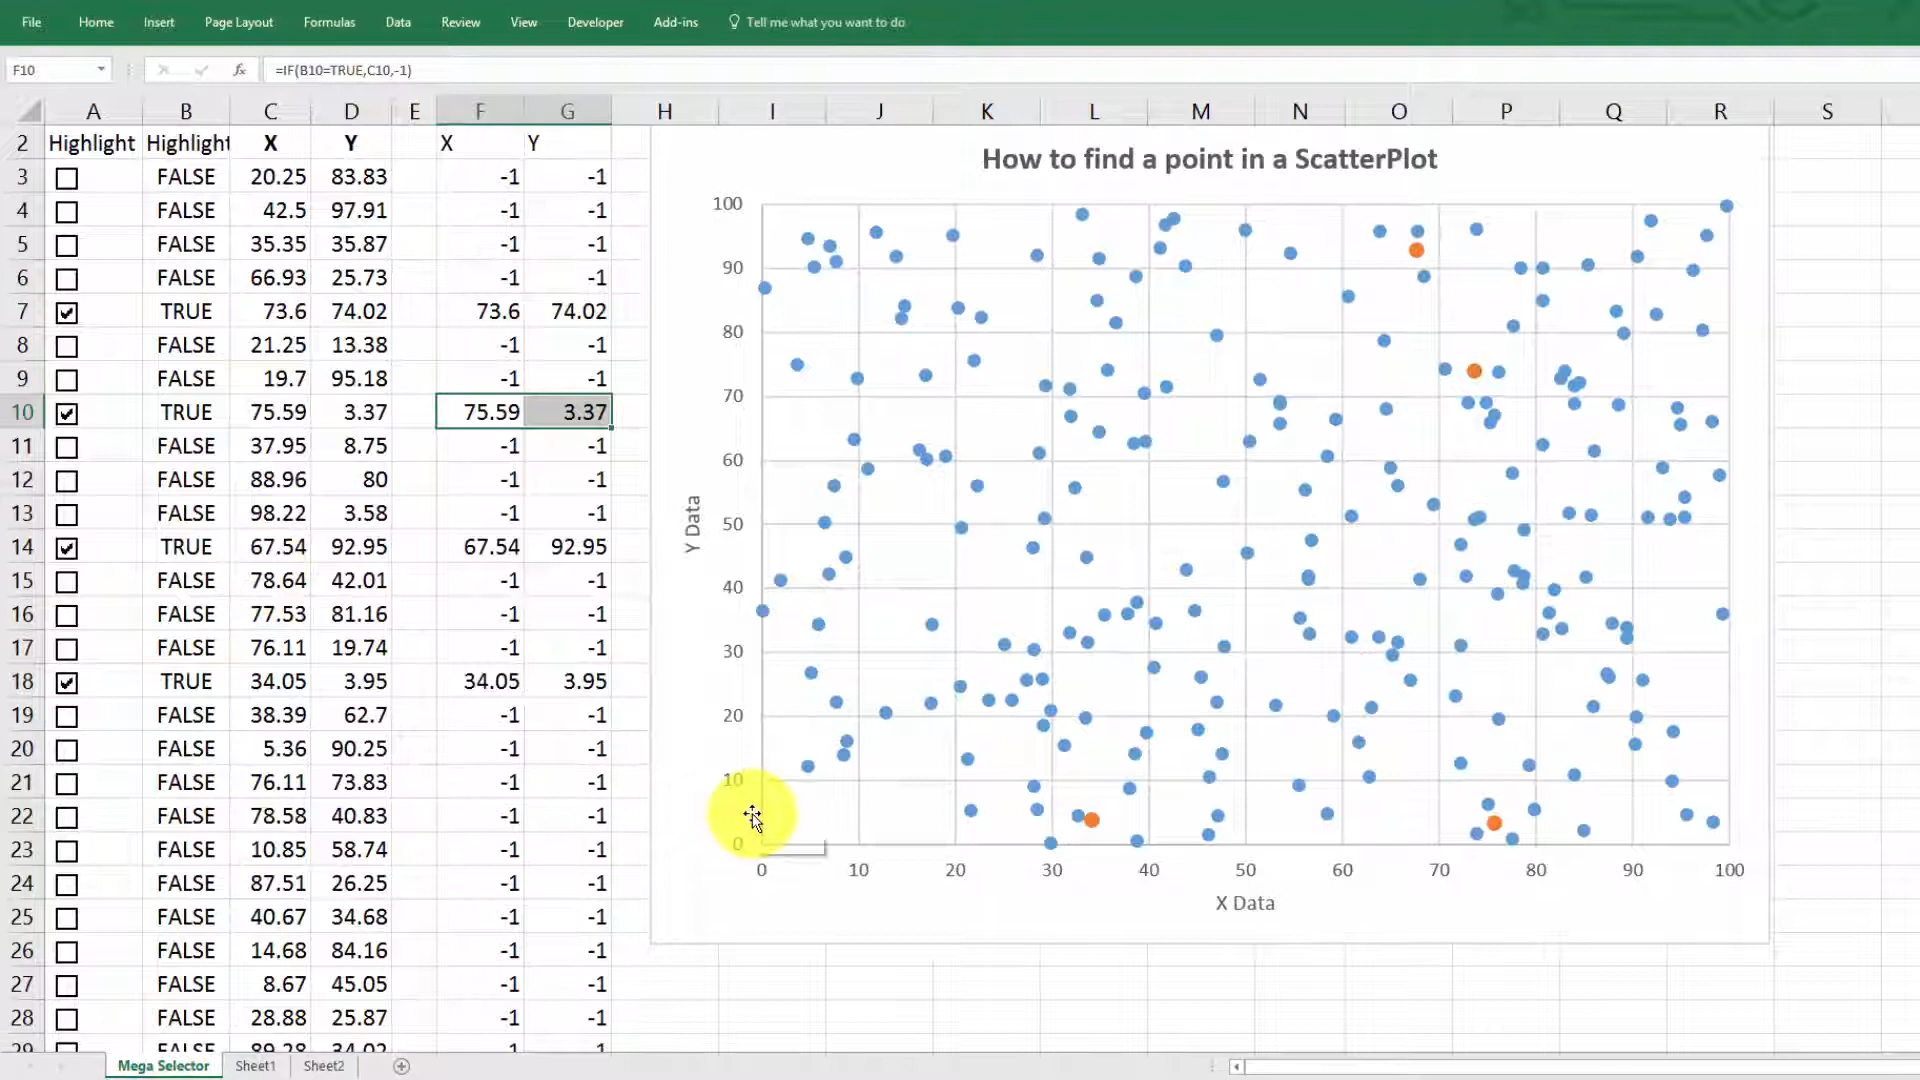 File Home Insert Page Layout Formulas Data Review View Developer Add-ins Tell me what you want to do
F10 fx =IF(B10=TRUE,C10,-1)
A B C D E F G H I J K L M N O P Q R S
2 Highlight Highlight X Y X Y
3 FALSE 20.25 83.83 -1 -1
4 FALSE 42.5 97.91 -1 -1
5 FALSE 35.35 35.87 -1 -1
6 FALSE 66.93 25.73 -1 -1
7 TRUE 73.6 74.02 73.6 74.02
8 FALSE 21.25 13.38 -1 -1
9 FALSE 19.7 95.18 -1 -1
10 TRUE 75.59 3.37 75.59 3.37
11 FALSE 37.95 8.75 -1 -1
12 FALSE 88.96 80 -1 -1
13 FALSE 98.22 3.58 -1 -1
14 TRUE 67.54 92.95 67.54 92.95
15 FALSE 78.64 42.01 -1 -1
16 FALSE 77.53 81.16 -1 -1
17 FALSE 76.11 19.74 -1 -1
18 TRUE 34.05 3.95 34.05 3.95
19 FALSE 38.39 62.7 -1 -1
20 FALSE 5.36 90.25 -1 -1
21 FALSE 76.11 73.83 -1 -1
22 FALSE 78.58 40.83 -1 -1
23 FALSE 10.85 58.74 -1 -1
24 FALSE 87.51 26.25 -1 -1
25 FALSE 40.67 34.68 -1 -1
26 FALSE 14.68 84.16 -1 -1
27 FALSE 8.67 45.05 -1 -1
28 FALSE 28.88 25.87 -1 -1
29 FALSE 89.28 34.02 -1 -1
How to find a point in a ScatterPlot
100
90
80
70
60
50
40
30
20
10
0
Y Data
0 10 20 30 40 50 60 70 80 90 100
X Data
Mega Selector Sheet1 Sheet2